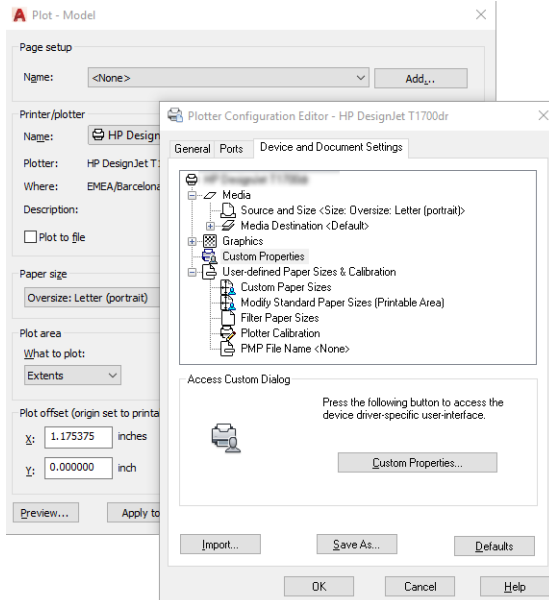 Plot - Model
Page setup
Name:
<None>
Add...
Printer/plotter
Name:
HP Design
Plotter:
HP DesignJet T1
Where:
EMEA/Barcelona
Description:
Plot to file
Paper size
Oversize: Letter (portrait)
Plot area
What to plot:
Extents
Plot offset (origin set to printa
X:
1.175375
inches
Y:
0.000000
inch
Preview...
Apply to
Plotter Configuration Editor - HP DesignJet T1700dr
General
Ports
Device and Document Settings
Media
Source and Size <Size: Oversize: Letter (portrait)>
Media Destination <Default>
Graphics
Custom Properties
User-defined Paper Sizes & Calibration
Custom Paper Sizes
Modify Standard Paper Sizes (Printable Area)
Filter Paper Sizes
Plotter Calibration
PMP File Name <None>
Access Custom Dialog
Press the following button to access the
device driver-specific user-interface.
Custom Properties...
Import...
Save As...
Defaults
OK
Cancel
Help